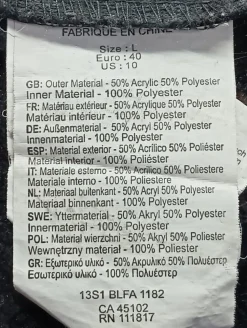 FABRIQUE EN CHINE
Size : L
Euro : 40
US : 10
GB: Outer Material - 50% Acrylic 50% Polyester
Inner Material - 100% Polyester
FR: Matériau extérieur - 50% Acrylique 50% Polyester
Matériau intérieur - 100% Polyester
DE: Außenmaterial - 50% Acryl 50% Polyester
Innenmaterial - 100% Polyester
ESP: Material exterior - 50% Acrílico 50% Poliéster
Material interior - 100% Poliéster
IT: Materiale esterno - 50% Acrilico 50% Poliestere
Materiale interno - 100% Poliestere
NL: Materiaal buitenkant - 50% Acryl 50% Polyester
Materiaal binnenkant - 100% Polyester
SWE: Yttermaterial - 50% Akryl 50% Polyester
Innermaterial - 100% Polyester
POL: Materiał wierzchni - 50% Akryl 50% Poliester
Wewnętrzny materiał - 100% Poliester
GR: Εξωτερικό υλικό - 50% Ακρυλικό 50% Πολυέστερ
Εσωτερικό υλικό - 100% Πολυέστερ
13S1 BLFA 1182
CA 45102
RN 111817